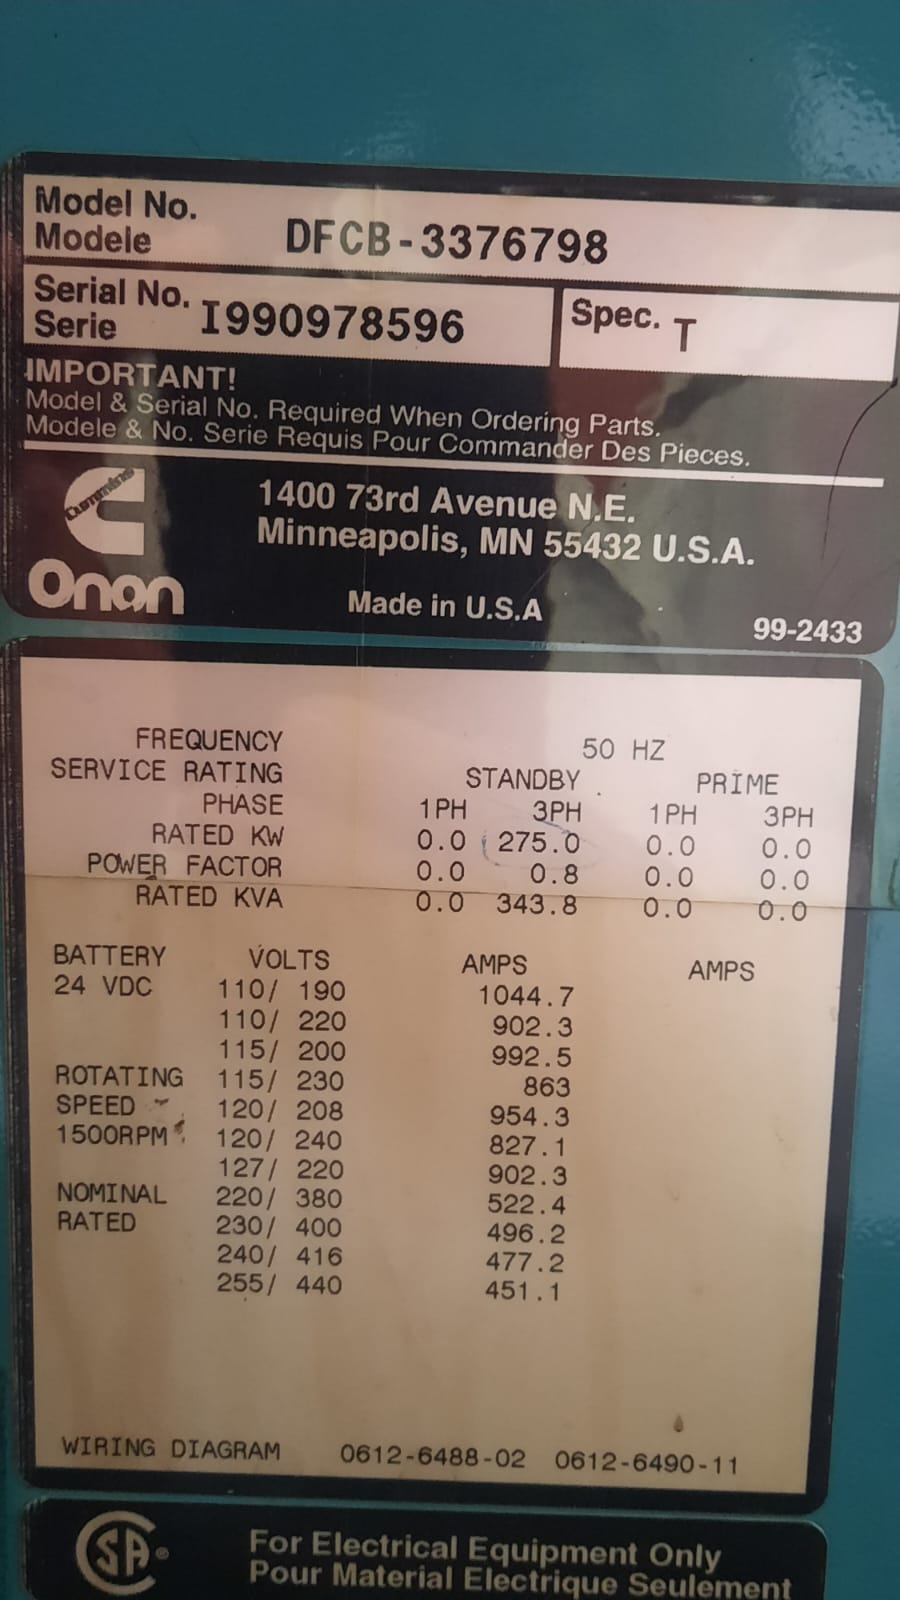 Model No.
Modele DFCB-3376798
Serial No.
Serie I990978596
Spec. T
IMPORTANT!
Model & Serial No. Required When Ordering Parts.
Modele & No. Serie Requis Pour Commander Des Pieces.
Cummins
Onan
1400 73rd Avenue N.E.
Minneapolis, MN 55432 U.S.A.
Made in U.S.A
99-2433
FREQUENCY 50 HZ
SERVICE RATING STANDBY PRIME
PHASE 1PH 3PH 1PH 3PH
RATED KW 0.0 275.0 0.0 0.0
POWER FACTOR 0.0 0.8 0.0 0.0
RATED KVA 0.0 343.8 0.0 0.0
BATTERY VOLTS AMPS AMPS
24 VDC 110/ 190 1044.7
110/ 220 902.3
115/ 200 992.5
ROTATING 115/ 230 863
SPEED 120/ 208 954.3
1500RPM 120/ 240 827.1
127/ 220 902.3
NOMINAL 220/ 380 522.4
RATED 230/ 400 496.2
240/ 416 477.2
255/ 440 451.1
WIRING DIAGRAM 0612-6488-02 0612-6490-11
SA ®
For Electrical Equipment Only
Pour Material Electrique Seulement